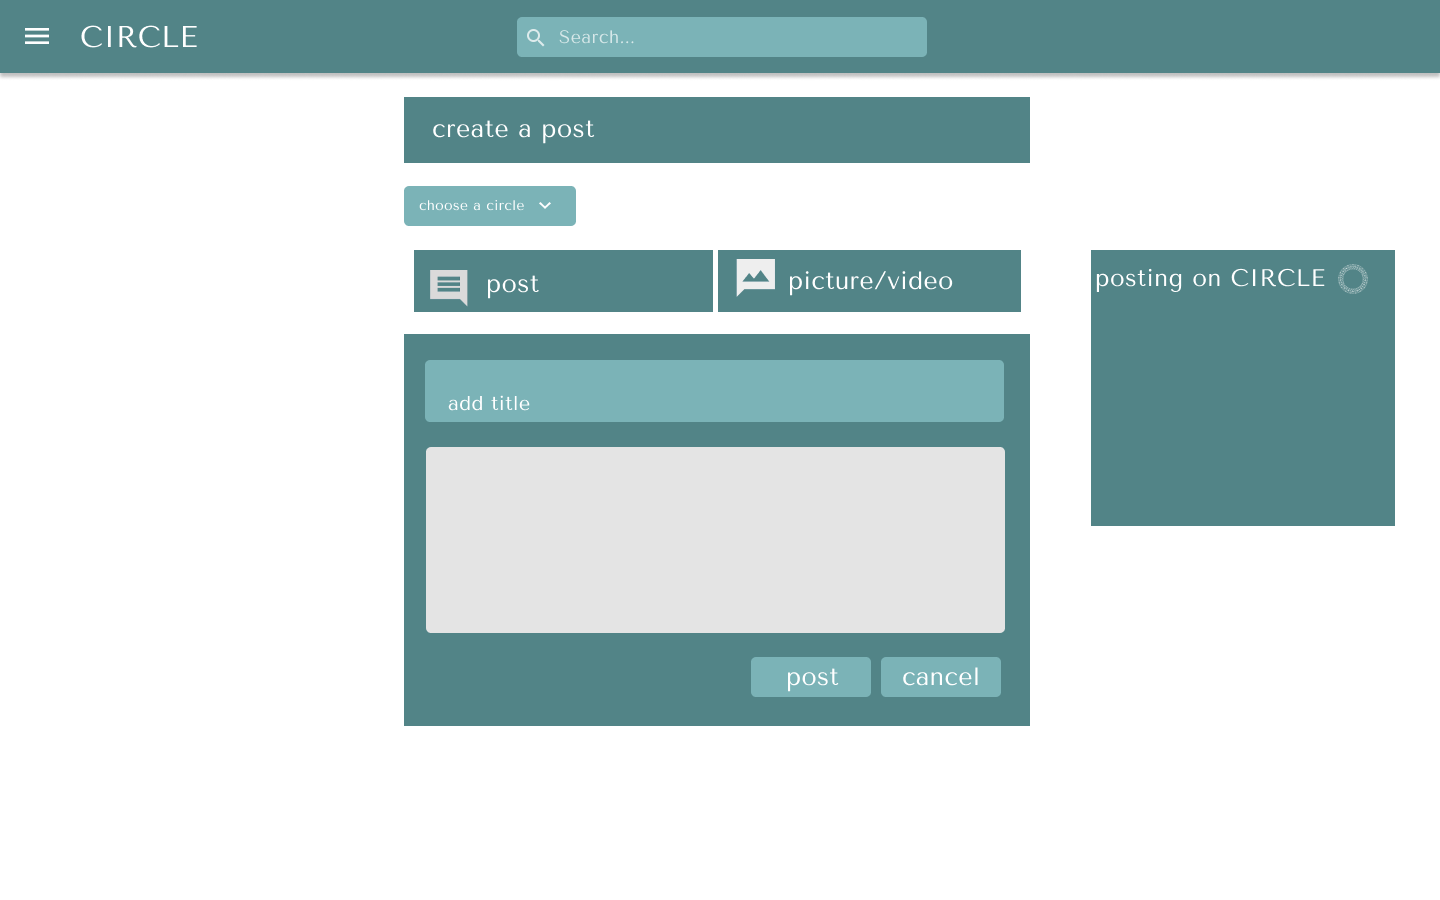 CIRCLE
Search...
create a post
choose a circle
post
picture/video
posting on CIRCLE
add title
post
cancel